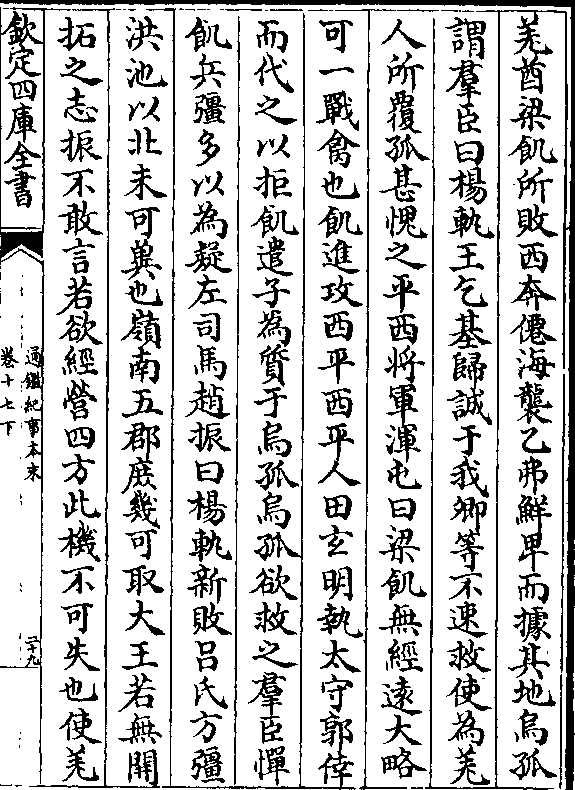 羌酋梁飢所敗西奔僊海襲乙弗鮮卑而據其地烏孤
謂羣臣曰楊軌王乞基歸誠于我卿等不速救使為羌
人所覆孤甚愧之平西將軍渾屯曰梁飢無經逺大略
可一戰禽也飢進攻西平西平人田玄明執太守郭倖
而代之以拒飢遣子為質于烏孤烏孤欲救之羣臣憚
飢兵彊多以為疑左司馬趙振曰楊軌新敗吕氏方彊
洪池以北未可冀也嶺南五郡庶幾可取大王若無開
拓之志振不敢言若欲經營四方此機不可失也使羌
欽定四庫全書
通鑑紀事本末
卷十七下
二十九